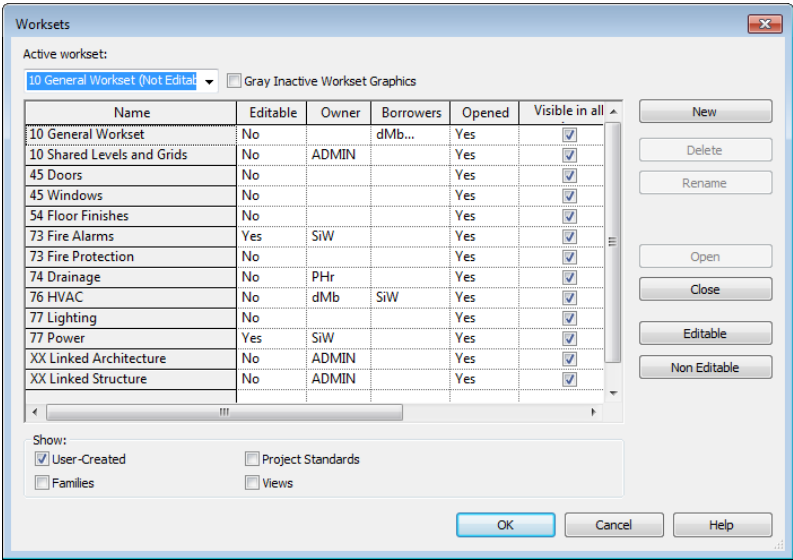 Worksets
Active workset:
10 General Workset (Not Editab
Gray Inactive Workset Graphics
Name Editable Owner Borrowers Opened Visible in all
10 General Workset No dMb... Yes
10 Shared Levels and Grids No ADMIN Yes
45 Doors No Yes
45 Windows No Yes
54 Floor Finishes No Yes
73 Fire Alarms Yes SiW Yes
73 Fire Protection No Yes
74 Drainage No PHr Yes
76 HVAC No dMb SiW Yes
77 Lighting No Yes
77 Power Yes SiW Yes
XX Linked Architecture No ADMIN Yes
XX Linked Structure No ADMIN Yes
New
Delete
Rename
Open
Close
Editable
Non Editable
Show:
User-Created Project Standards
Families Views
OK Cancel Help